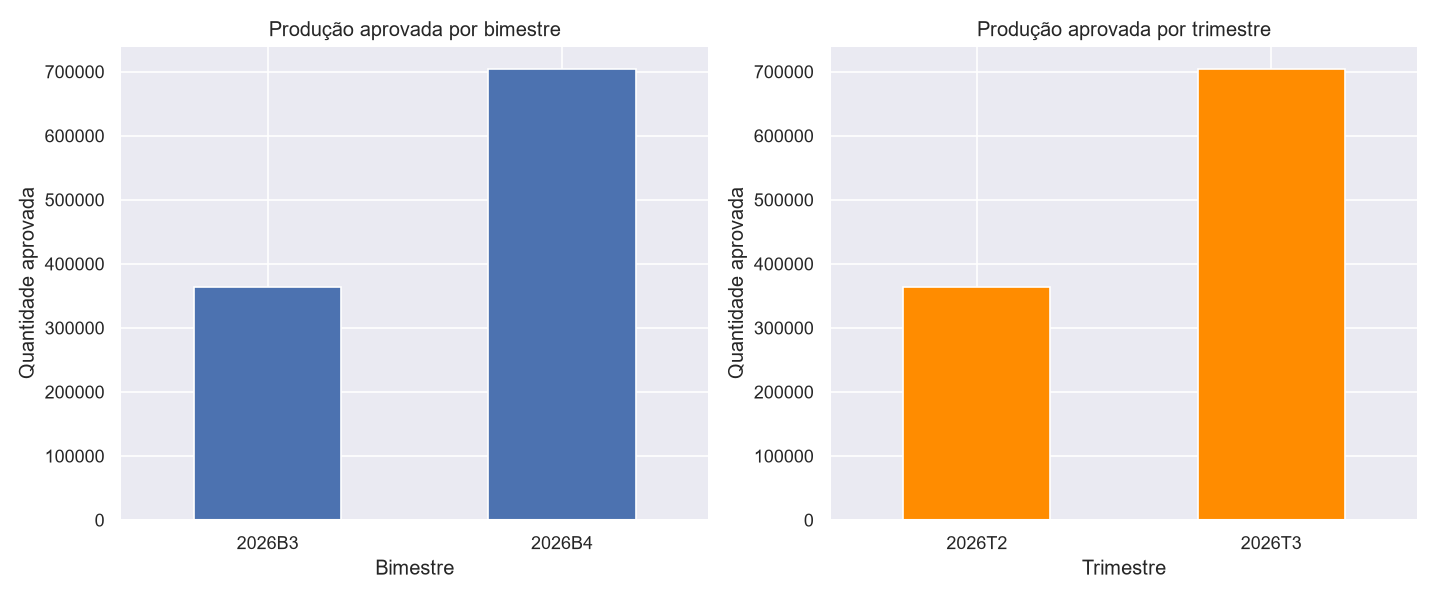 Produção aprovada por bimestre
700000
600000
500000
400000
300000
200000
100000
0
Quantidade aprovada
2026B3
2026B4
Bimestre
Produção aprovada por trimestre
700000
600000
500000
400000
300000
200000
100000
0
Quantidade aprovada
2026T2
2026T3
Trimestre